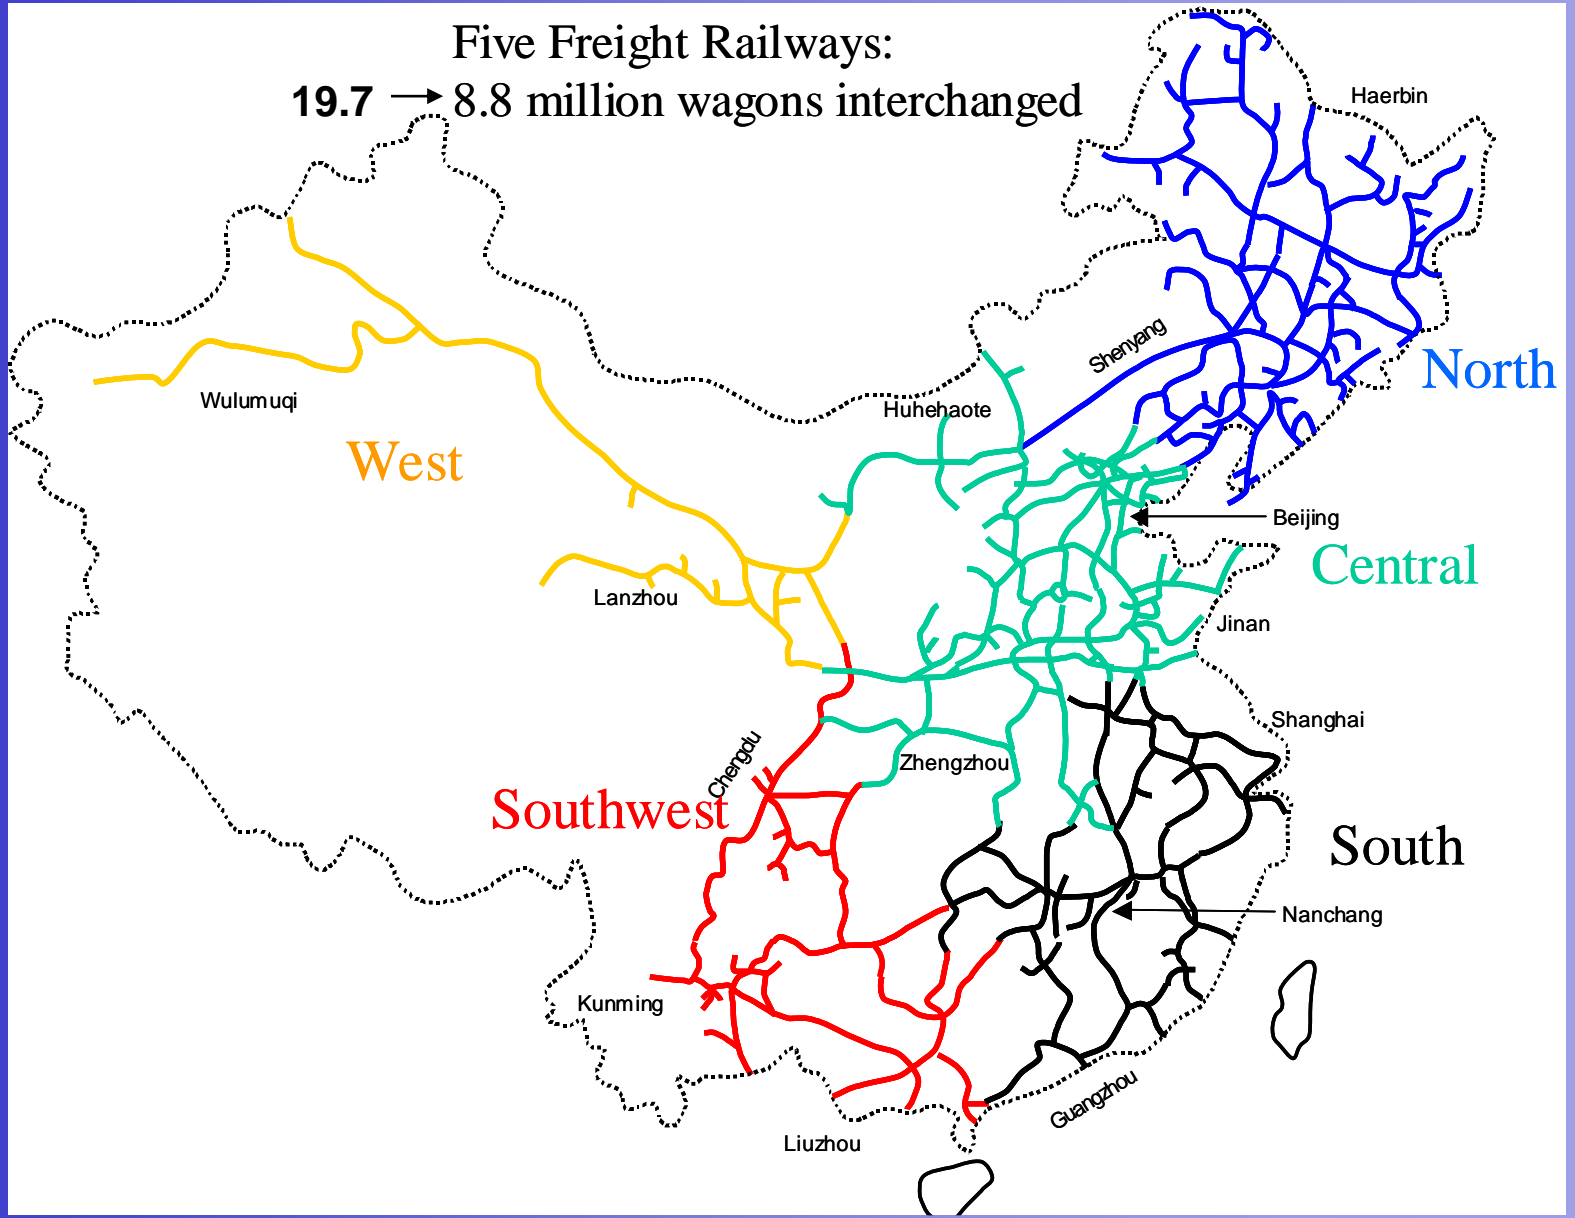 Five Freight Railways:
19.7 → 8.8 million wagons interchanged
Haerbin
Shenyang
North
Wulumuqi
Huhehaote
West
Beijing
Central
Lanzhou
Jinan
Shanghai
Chengdu
Zhengzhou
Southwest
South
Nanchang
Kunming
Guangzhou
Liuzhou